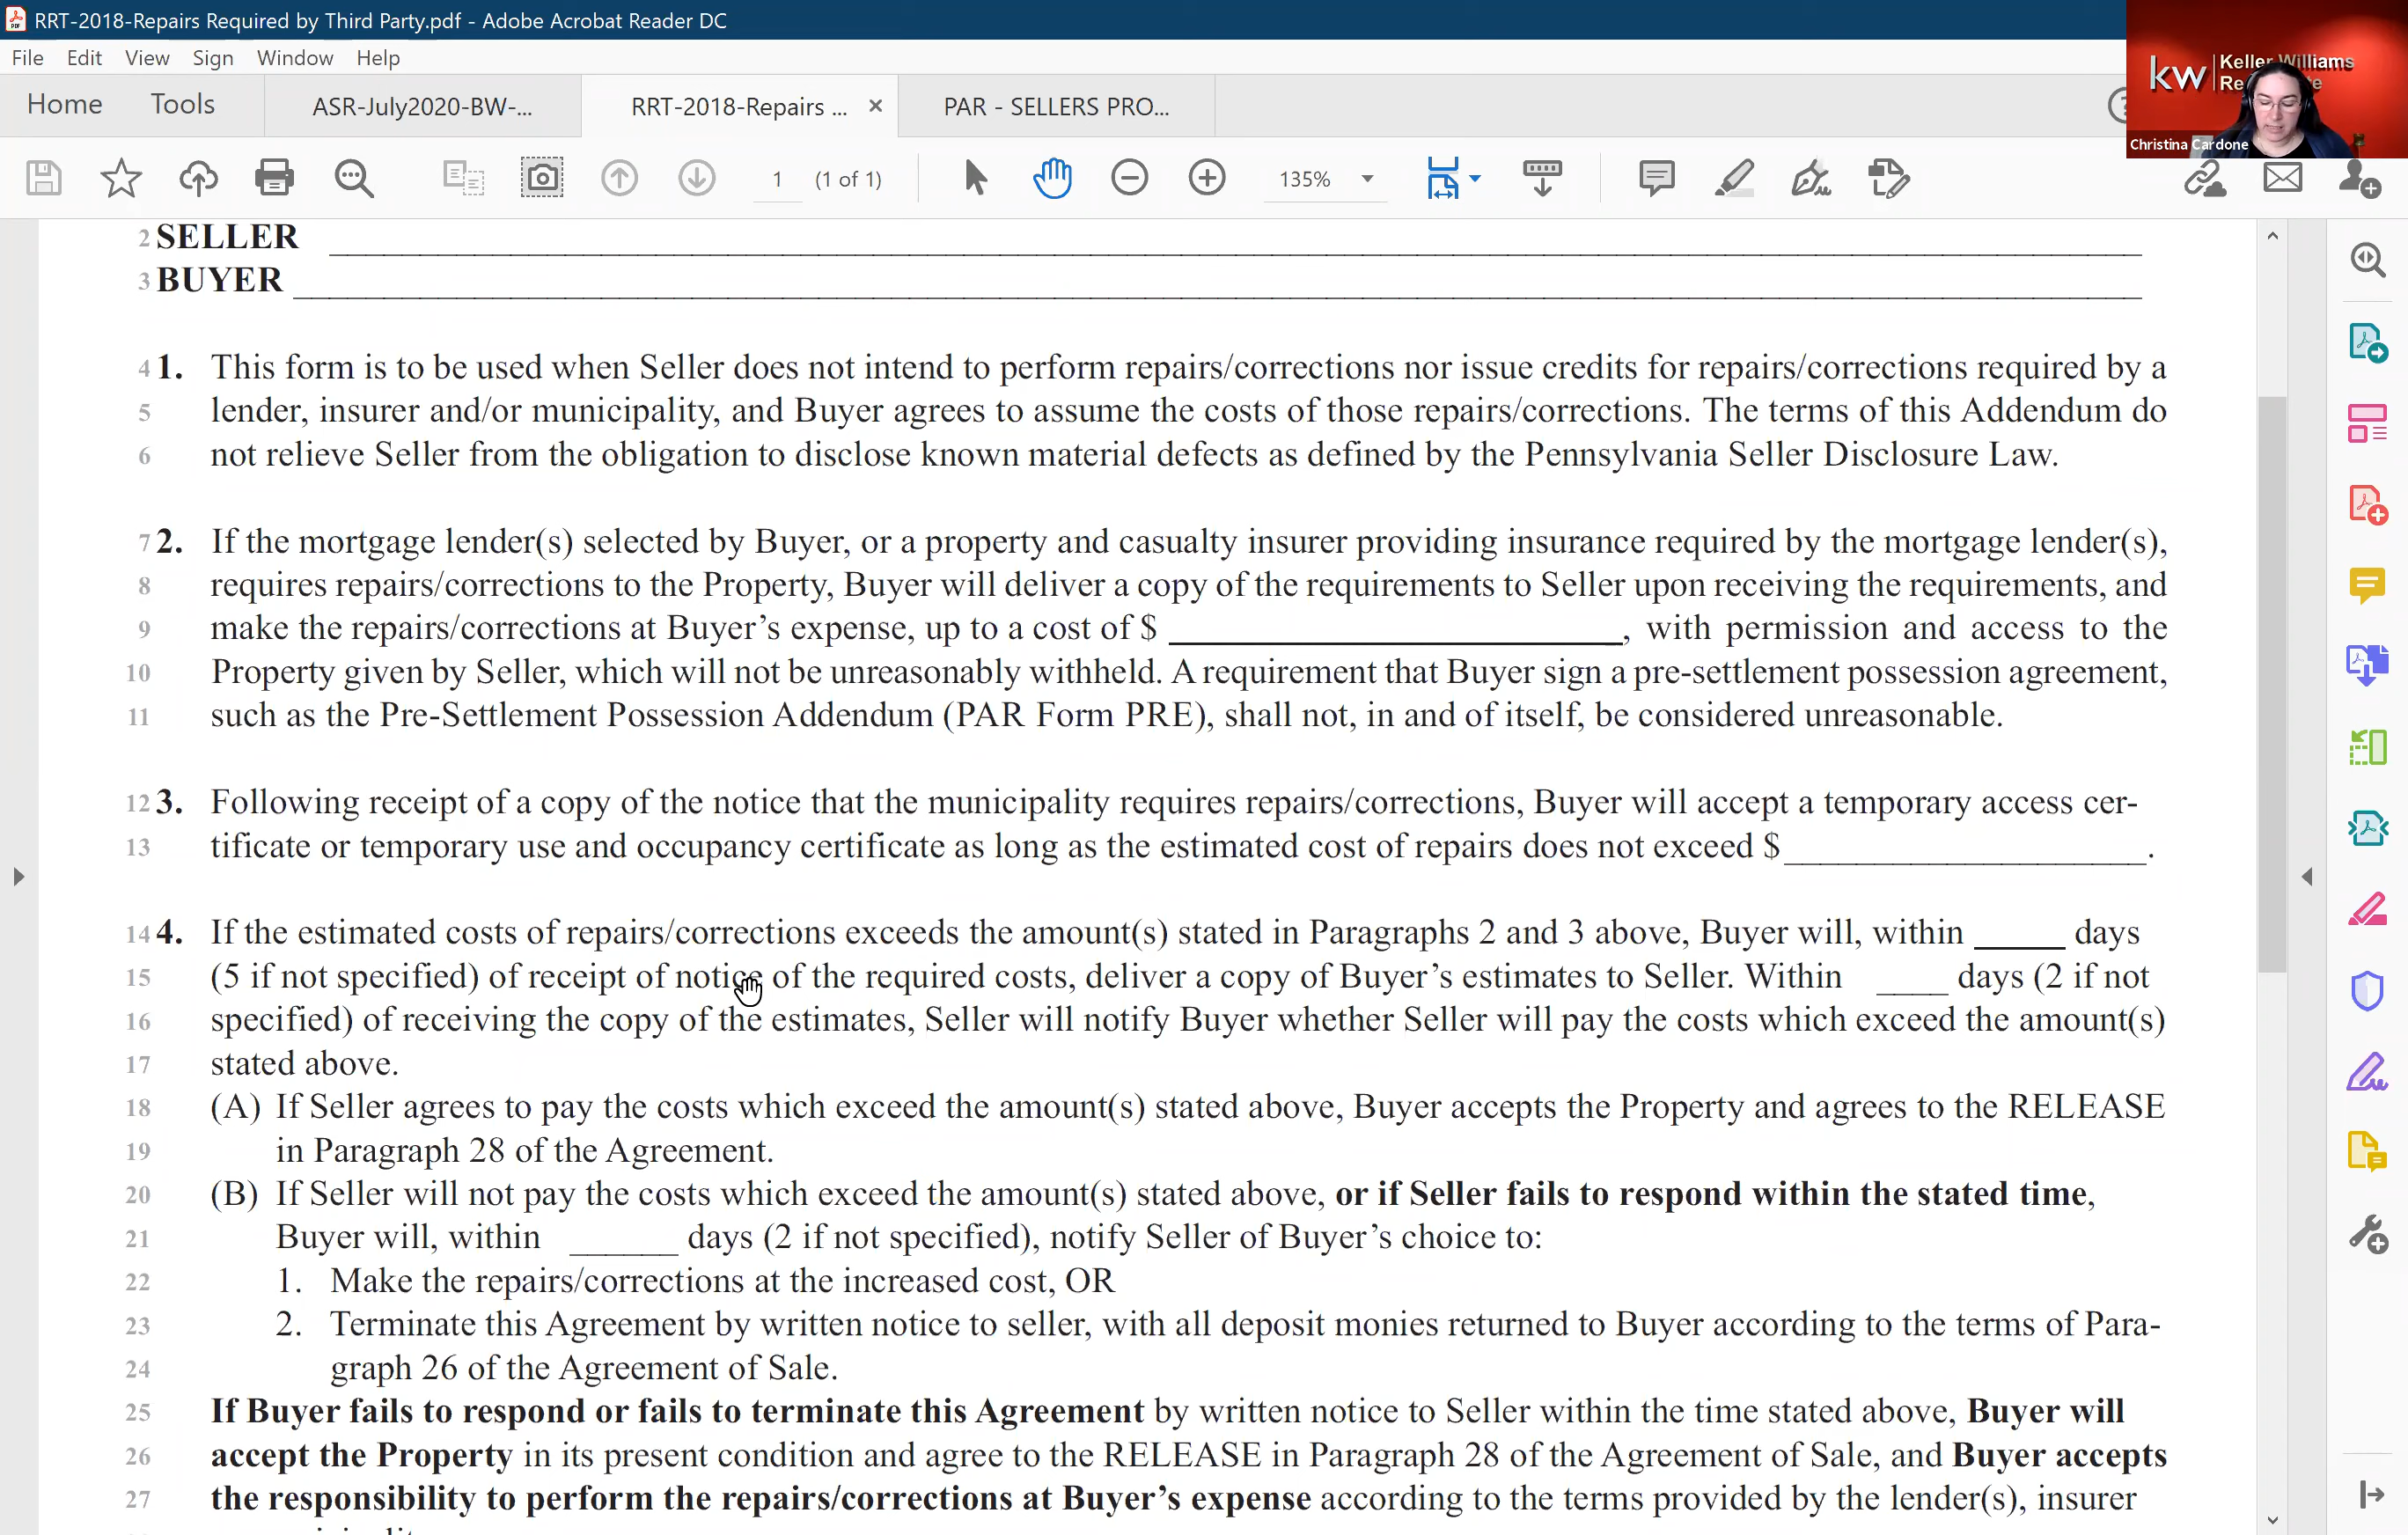 RRT-2018-Repairs Required by Third Party.pdf - Adobe Acrobat Reader DC
File Edit View Sign Window Help
Home Tools ASR-July2020-BW-... RRT-2018-Repairs ... × PAR - SELLERS PRO...
kw Keller Williams
Christina Cardone
1 (1 of 1) 135%
2 SELLER
3 BUYER
4 1. This form is to be used when Seller does not intend to perform repairs/corrections nor issue credits for repairs/corrections required by a
5 lender, insurer and/or municipality, and Buyer agrees to assume the costs of those repairs/corrections. The terms of this Addendum do
6 not relieve Seller from the obligation to disclose known material defects as defined by the Pennsylvania Seller Disclosure Law.
7 2. If the mortgage lender(s) selected by Buyer, or a property and casualty insurer providing insurance required by the mortgage lender(s),
8 requires repairs/corrections to the Property, Buyer will deliver a copy of the requirements to Seller upon receiving the requirements, and
9 make the repairs/corrections at Buyer's expense, up to a cost of $ ____________________, with permission and access to the
10 Property given by Seller, which will not be unreasonably withheld. A requirement that Buyer sign a pre-settlement possession agreement,
11 such as the Pre-Settlement Possession Addendum (PAR Form PRE), shall not, in and of itself, be considered unreasonable.
12 3. Following receipt of a copy of the notice that the municipality requires repairs/corrections, Buyer will accept a temporary access cer-
13 tificate or temporary use and occupancy certificate as long as the estimated cost of repairs does not exceed $____________________.
14 4. If the estimated costs of repairs/corrections exceeds the amount(s) stated in Paragraphs 2 and 3 above, Buyer will, within _____ days
15 (5 if not specified) of receipt of notice of the required costs, deliver a copy of Buyer's estimates to Seller. Within ____ days (2 if not
16 specified) of receiving the copy of the estimates, Seller will notify Buyer whether Seller will pay the costs which exceed the amount(s)
17 stated above.
18 (A) If Seller agrees to pay the costs which exceed the amount(s) stated above, Buyer accepts the Property and agrees to the RELEASE
19 in Paragraph 28 of the Agreement.
20 (B) If Seller will not pay the costs which exceed the amount(s) stated above, or if Seller fails to respond within the stated time,
21 Buyer will, within ______ days (2 if not specified), notify Seller of Buyer's choice to:
22 1. Make the repairs/corrections at the increased cost, OR
23 2. Terminate this Agreement by written notice to seller, with all deposit monies returned to Buyer according to the terms of Para-
24 graph 26 of the Agreement of Sale.
25 If Buyer fails to respond or fails to terminate this Agreement by written notice to Seller within the time stated above, Buyer will
26 accept the Property in its present condition and agree to the RELEASE in Paragraph 28 of the Agreement of Sale, and Buyer accepts
27 the responsibility to perform the repairs/corrections at Buyer's expense according to the terms provided by the lender(s), insurer